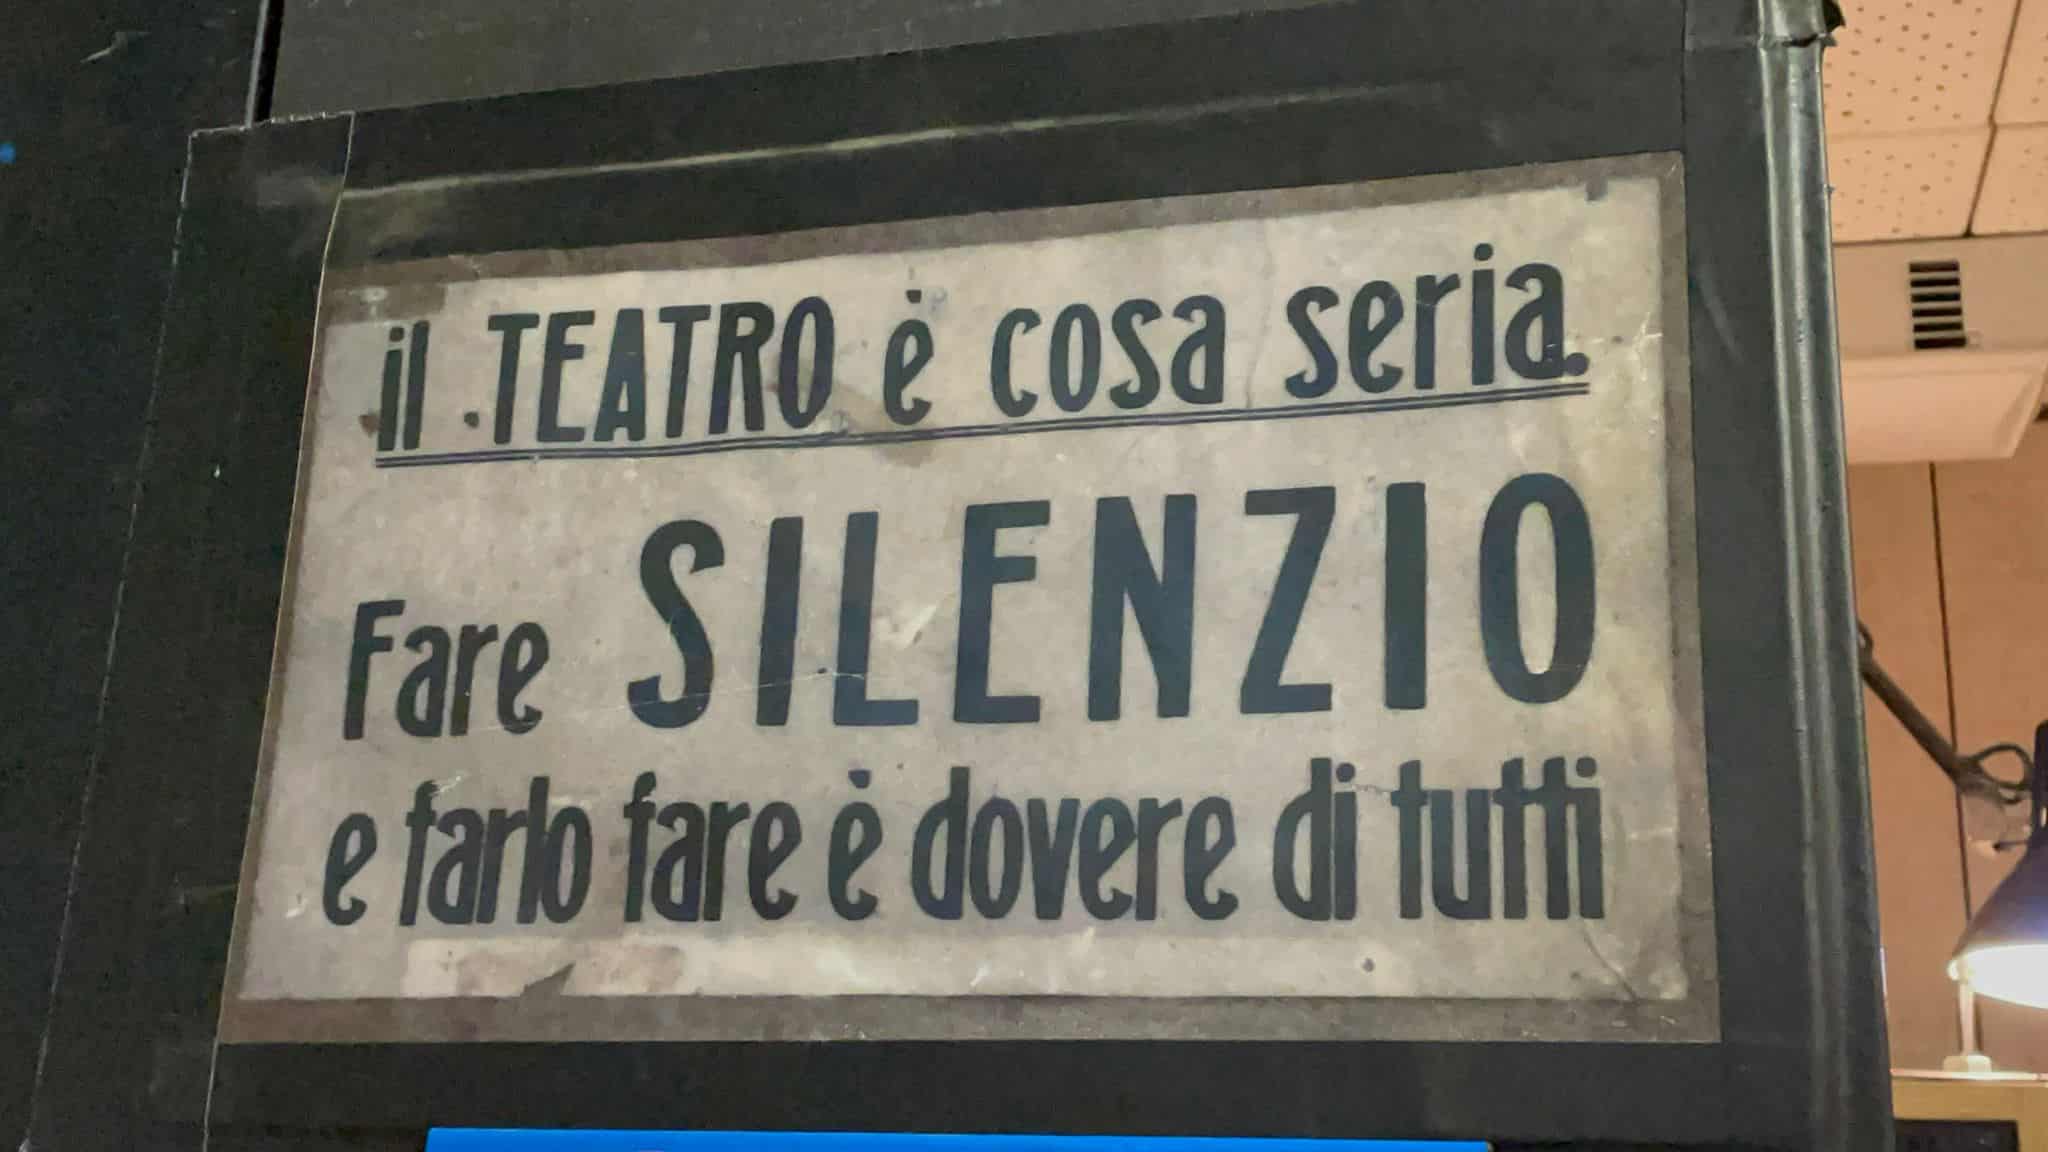 il TEATRO è cosa seria.
Fare SILENZIO
e farlo fare è dovere di tutti